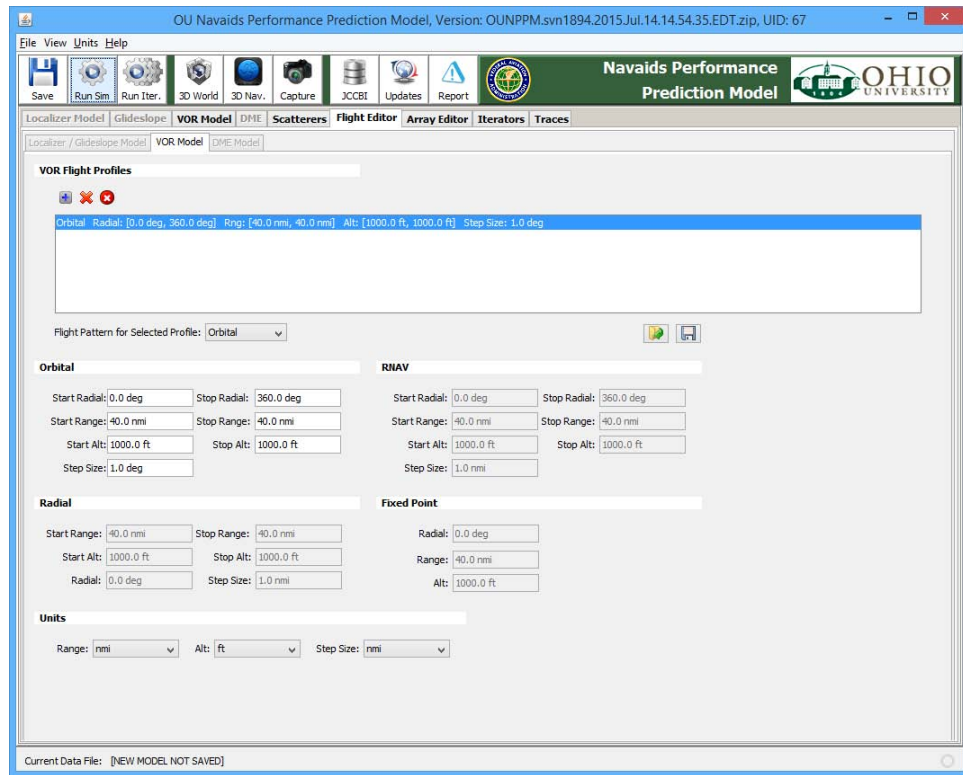 OU Navaids Performance Prediction Model, Version: OUNPPM.svn1894.2015.Jul.14.14.54.35.EDT.zip, UID: 67
File View Units Help
Save Run Sim Run Iter. 3D World 3D Nav. Capture JCCBI Updates Report
Navaids Performance
Prediction Model
OHIO
UNIVERSITY
Localizer Model Glideslope VOR Model DME Scatterers Flight Editor Array Editor Iterators Traces
Localizer / Glideslope Model VOR Model DME Model
VOR Flight Profiles
Orbital Radial: [0.0 deg, 360.0 deg] Rng: [40.0 nmi, 40.0 nmi] Alt: [1000.0 ft, 1000.0 ft] Step Size: 1.0 deg
Flight Pattern for Selected Profile: Orbital
Orbital RNAV
Start Radial: 0.0 deg Stop Radial: 360.0 deg Start Radial: 0.0 deg Stop Radial: 360.0 deg
Start Range: 40.0 nmi Stop Range: 40.0 nmi Start Range: 40.0 nmi Stop Range: 40.0 nmi
Start Alt: 1000.0 ft Stop Alt: 1000.0 ft Start Alt: 1000.0 ft Stop Alt: 1000.0 ft
Step Size: 1.0 deg Step Size: 1.0 nmi
Radial Fixed Point
Start Range: 40.0 nmi Stop Range: 40.0 nmi Radial: 0.0 deg
Start Alt: 1000.0 ft Stop Alt: 1000.0 ft Range: 40.0 nmi
Radial: 0.0 deg Step Size: 1.0 nmi Alt: 1000.0 ft
Units
Range: nmi Alt: ft Step Size: nmi
Current Data File: [NEW MODEL NOT SAVED]